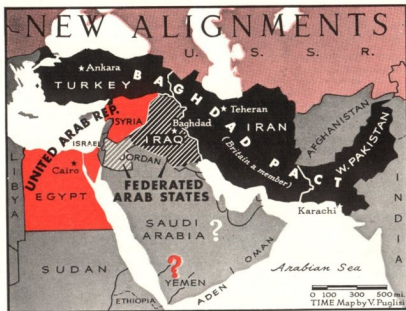 NEW ALIGNMENTS
U. S. S. R.
★Ankara
TURKEY
BAGHDAD PACT
(Britain a member)
★Teheran
IRAN
AFGHANISTAN
W. PAKISTAN
Karachi
INDIA
UNITED ARAB REP.
SYRIA
Baghdad
★
IRAQ
ISRAEL
JORDAN
FEDERATED
ARAB STATES
LIBYA
Cairo★
EGYPT
SAUDI
ARABIA
?
SUDAN
?
YEMEN
ADEN
OMAN
ETHIOPIA
Arabian Sea
0 100 300 500 mi.
TIME Map by V. Puglisi